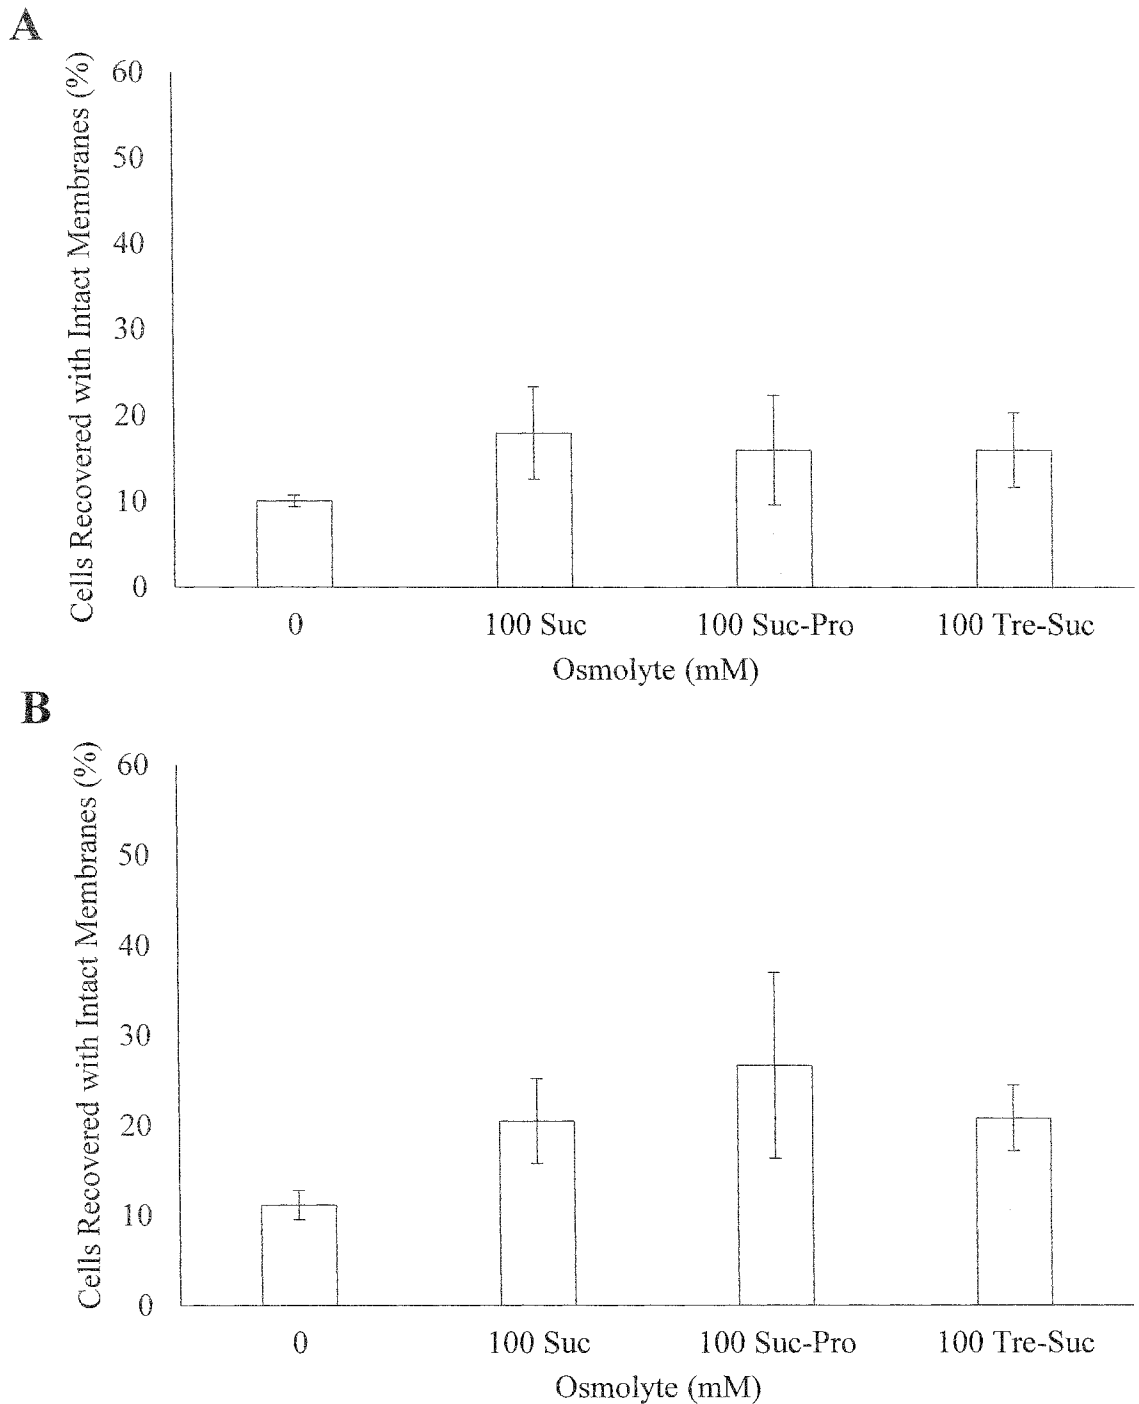 A
Cells Recovered with Intact Membranes (%)
60
50
40
30
20
10
0
0 100 Suc 100 Suc-Pro 100 Tre-Suc
Osmolyte (mM)
B
Cells Recovered with Intact Membranes (%)
60
50
40
30
20
10
0
0 100 Suc 100 Suc-Pro 100 Tre-Suc
Osmolyte (mM)